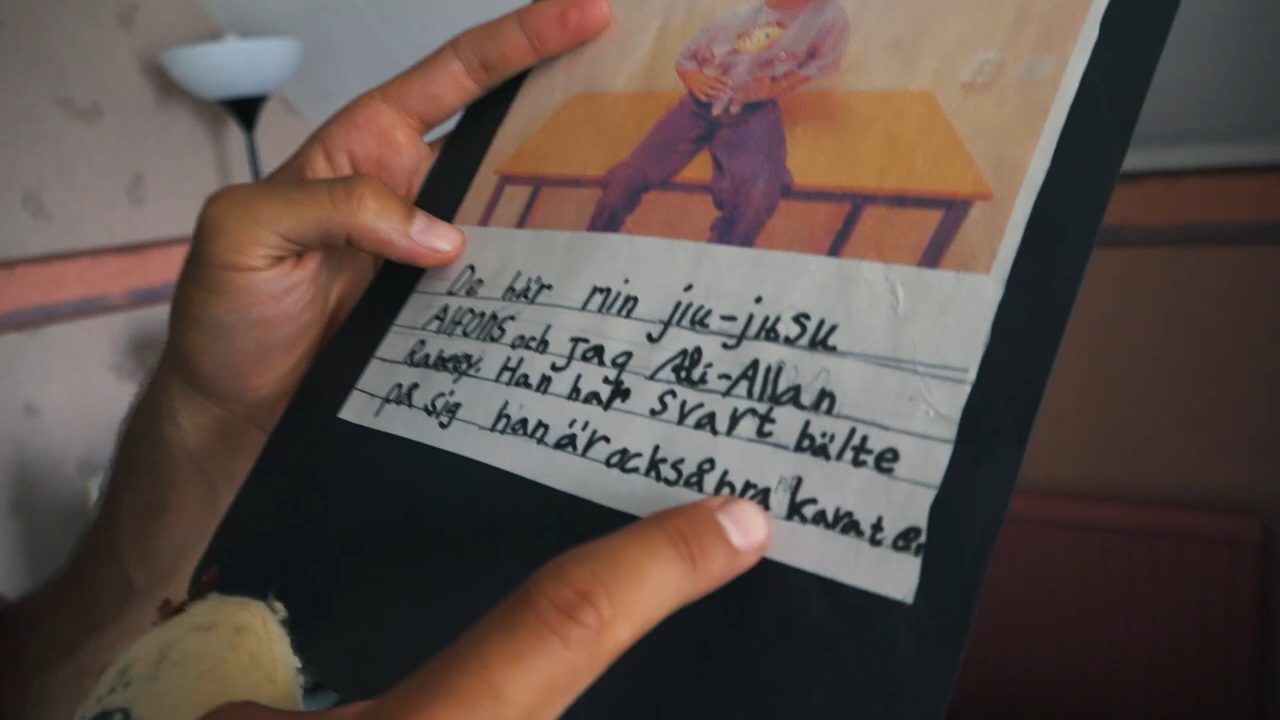 De här min jiu-jitsu
Alfons och jag Ali-Allan
Han har svart bälte
på sig han är också bra karate